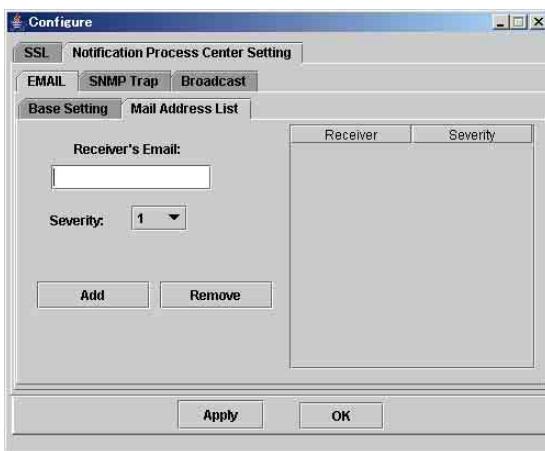 Configure
SSL Notification Process Center Setting
EMAIL SNMP Trap Broadcast
Base Setting Mail Address List
Receiver's Email:
Severity: 1
Add Remove
Receiver Severity
Apply OK